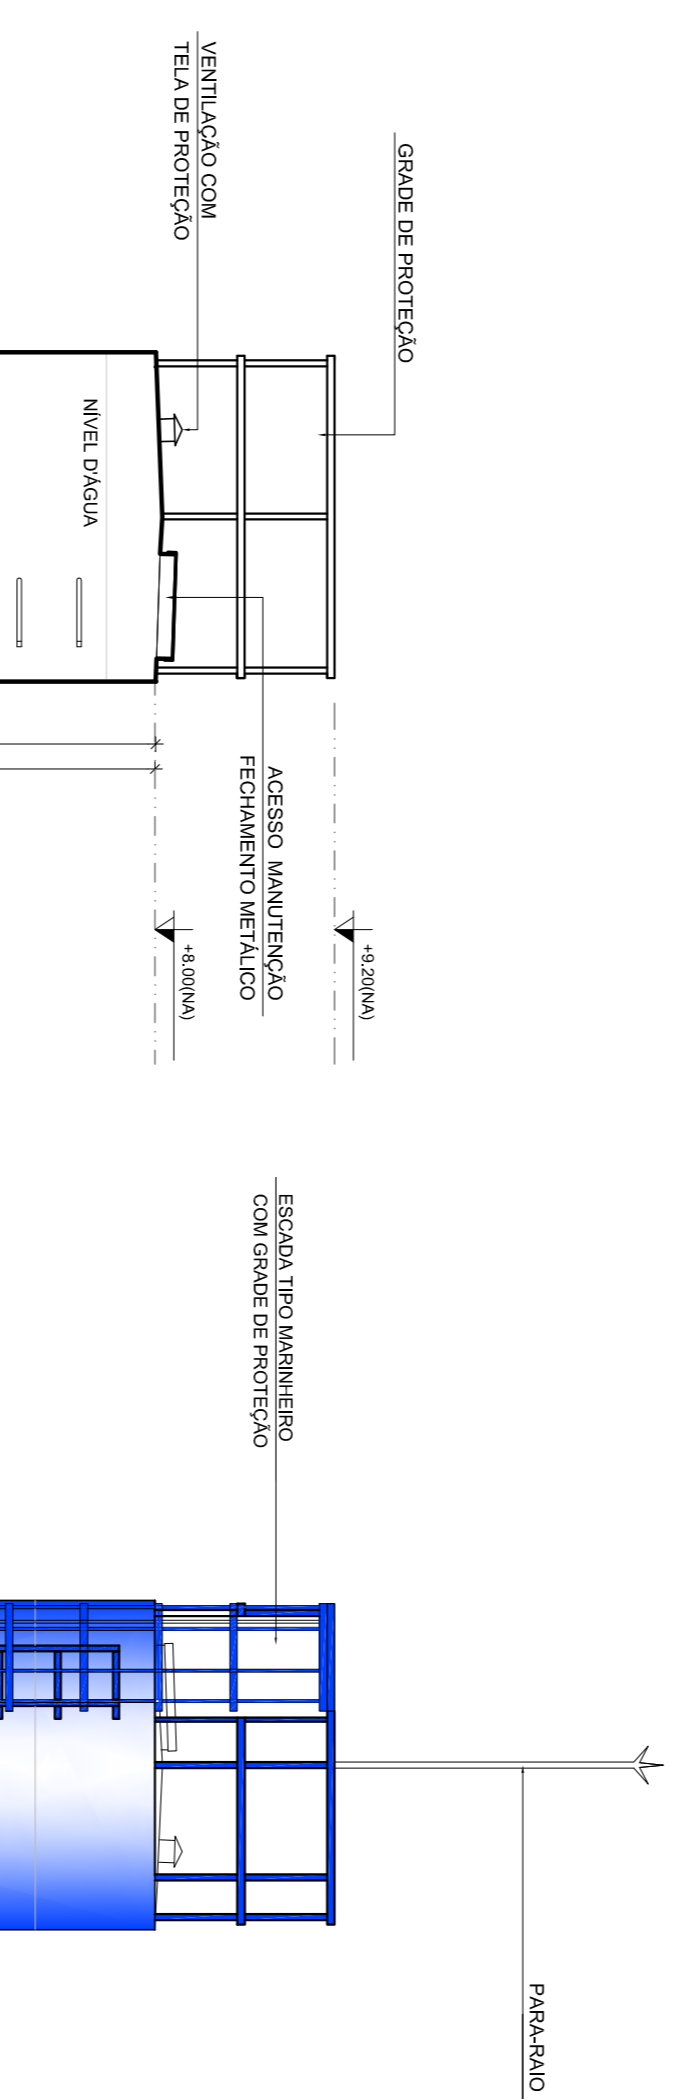 GRADE DE PROTEÇÃO
VENTILAÇÃO COM
TELA DE PROTEÇÃO
NÍVEL D'ÁGUA
ACESSO MANUTENÇÃO
FECHAMENTO METÁLICO
+9.20(NA)
+8.00(NA)
ESCADA TIPO MARINHEIRO
COM GRADE DE PROTEÇÃO
PARA-RAIO